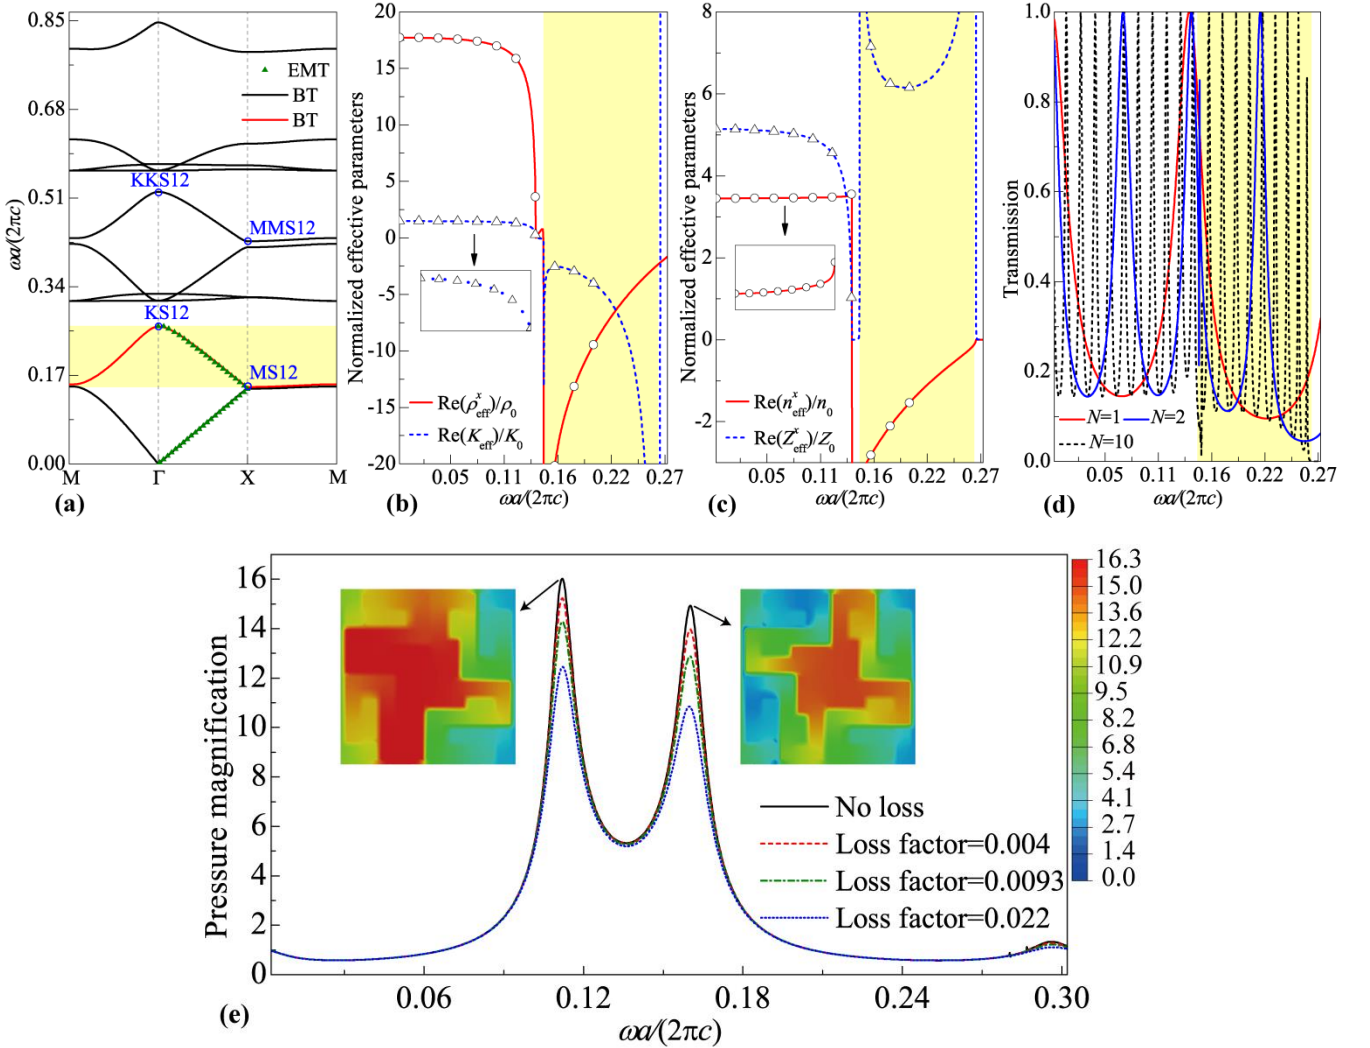 0.85
0.68
0.51
0.34
0.17
0.00
ωa/(2πc)
EMT
BT
BT
KKS12
MMS12
KS12
MS12
M Γ X M
(a)
20
15
10
5
0
-5
-10
-15
20
Normalized effective parameters
Re(ρ^x_eff)/ρ_0
Re(K_eff)/K_0
0.05 0.11 0.16 0.22 0.27
ωa/(2πc)
(b)
8
6
4
2
0
-2
Normalized effective parameters
Re(n^x_eff)/n_0
Re(Z^x_eff)/Z_0
0.05 0.11 0.16 0.22 0.27
ωa/(2πc)
(c)
1.0
0.8
0.6
0.4
0.2
0.0
Transmission
N=1 N=2
N=10
0.05 0.11 0.16 0.22 0.27
ωa/(2πc)
(d)
16
14
12
10
8
6
4
2
0
Pressure magnification
No loss
Loss factor=0.004
Loss factor=0.0093
Loss factor=0.022
16.3
15.0
13.6
12.2
10.9
9.5
8.2
6.8
5.4
4.1
2.7
1.4
0.0
0.06 0.12 0.18 0.24 0.30
ωa/(2πc)
(e)